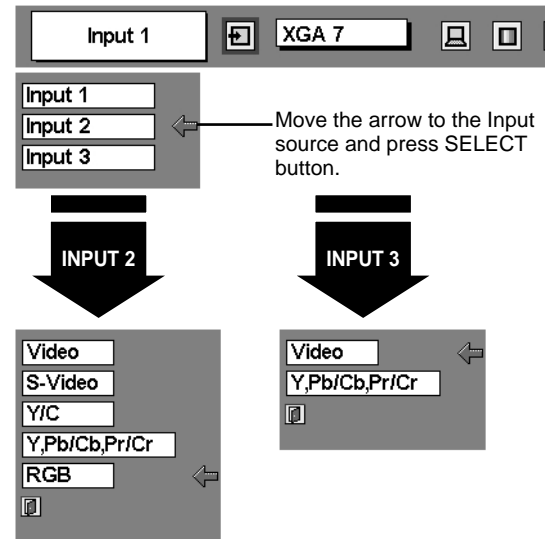 Input 1
XGA 7
Input 1
Input 2
Input 3
Move the arrow to the Input
source and press SELECT
button.
INPUT 2
INPUT 3
Video
S-Video
Y/C
Y,Pb/Cb,Pr/Cr
RGB
Video
Y,Pb/Cb,Pr/Cr